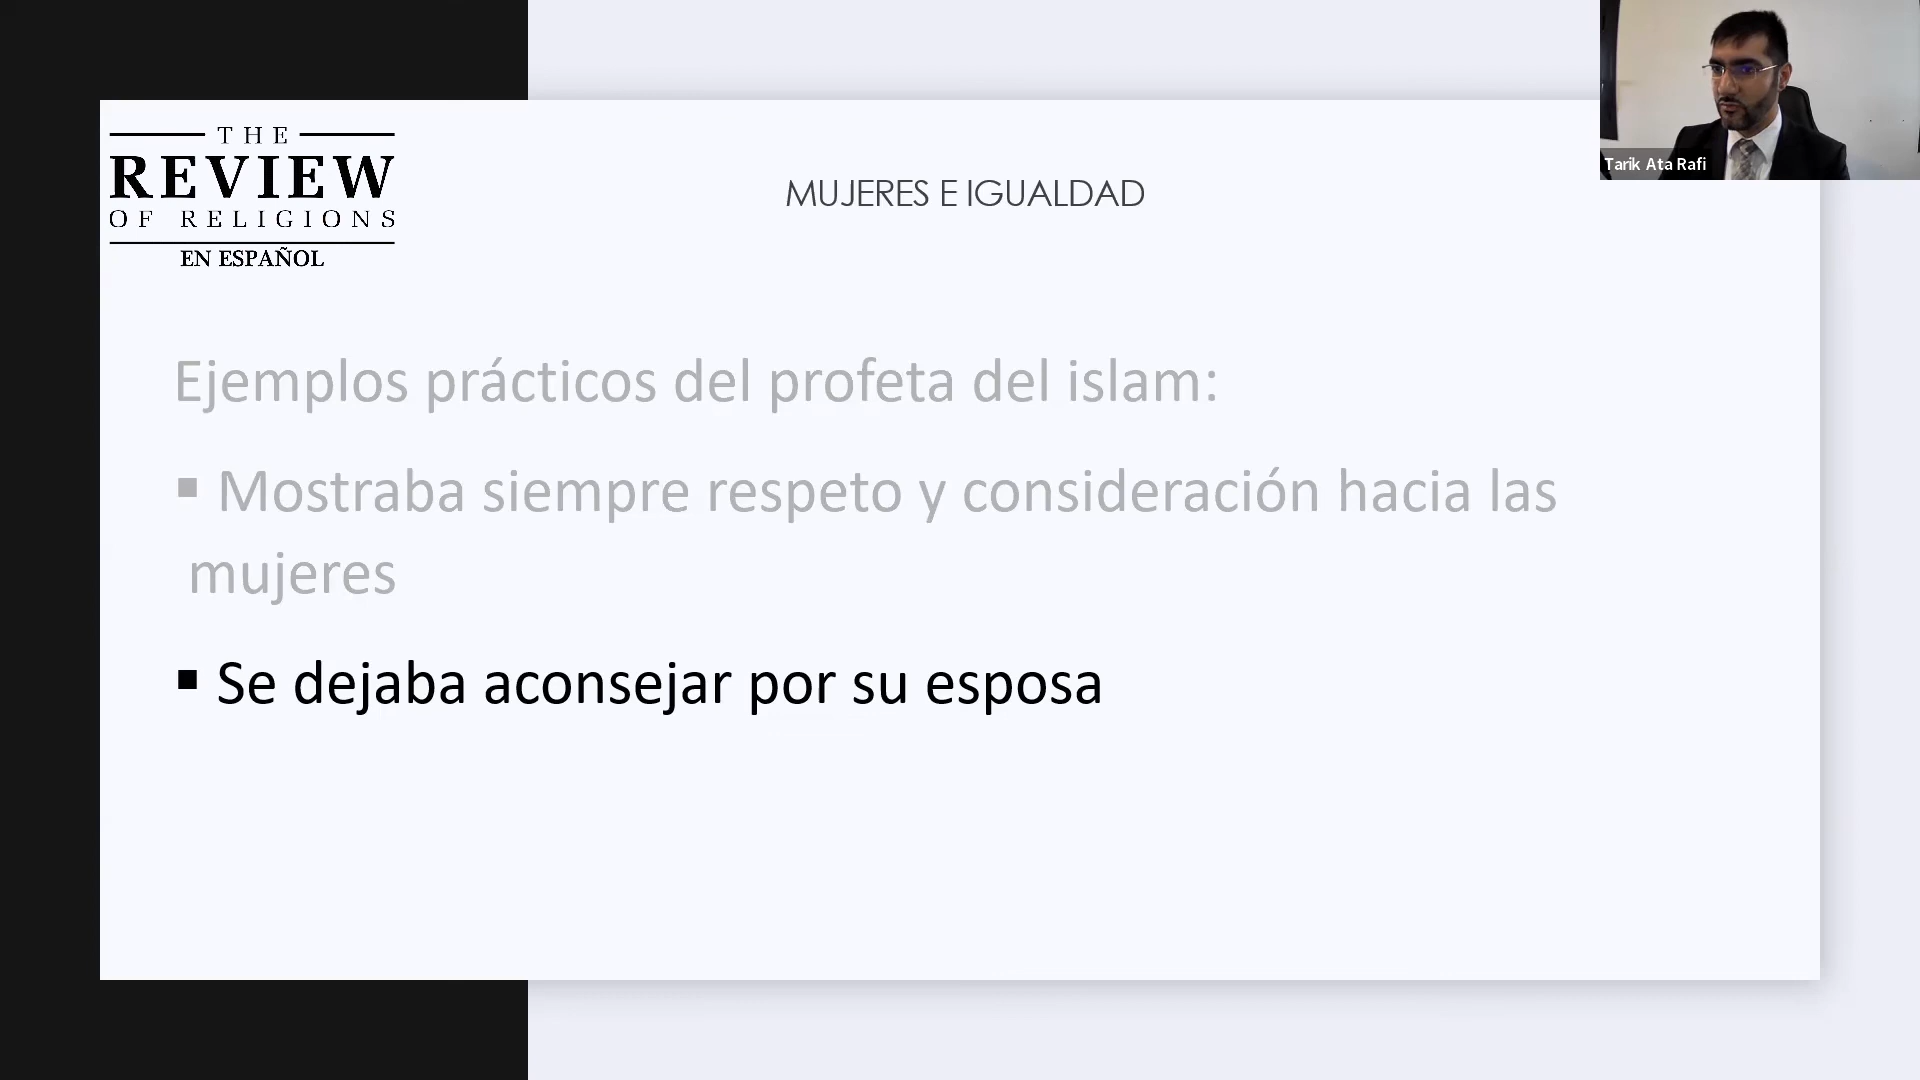 THE
REVIEW
OF RELIGIONS
EN ESPAÑOL
MUJERES E IGUALDAD
Tarik Ata Rafi
Ejemplos prácticos del profeta del islam:
▪ Mostraba siempre respeto y consideración hacia las
mujeres
▪ Se dejaba aconsejar por su esposa